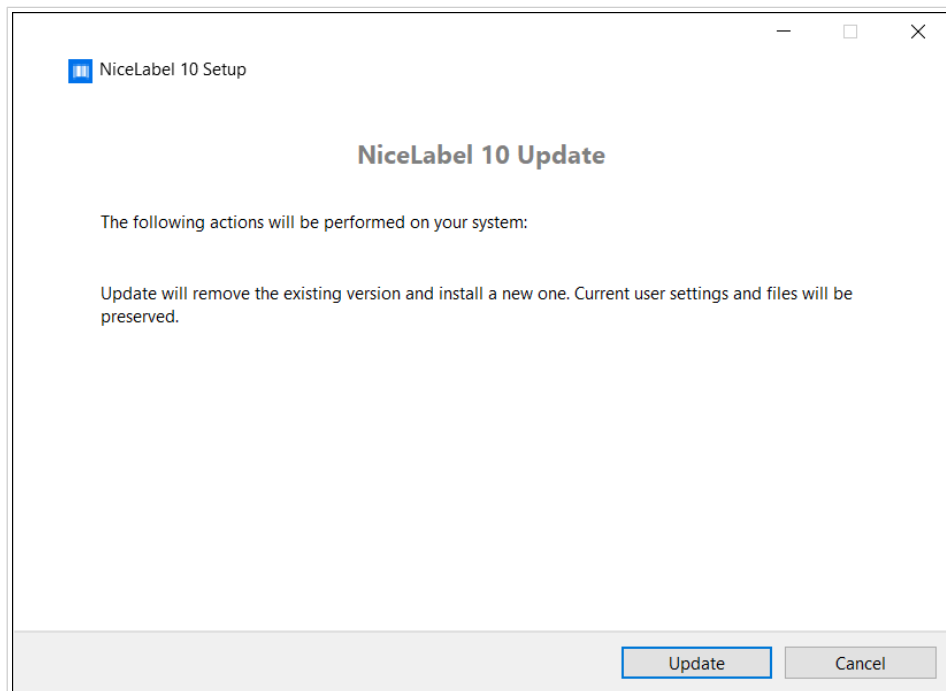 NiceLabel 10 Setup
NiceLabel 10 Update
The following actions will be performed on your system:
Update will remove the existing version and install a new one. Current user settings and files will be
preserved.
Update
Cancel